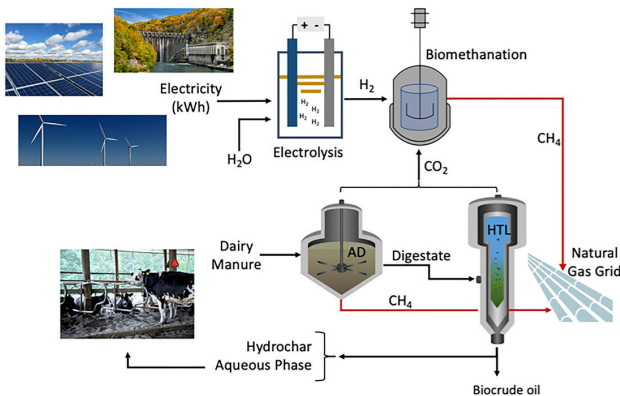 + -
Biomethanation
Electricity
(kWh)
H₂
H₂
H₂
H₂
H₂
H₂
H₂O
Electrolysis
CH₄
CO₂
Dairy
Manure
AD
Digestate
HTL
Natural
Gas Grid
CH₄
Hydrochar
Aqueous Phase
Biocrude oil